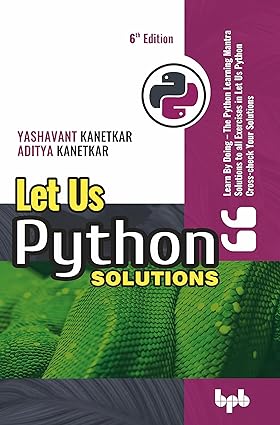 6th Edition
YASHAVANT KANETKAR
ADITYA KANETKAR
Learn By Doing – The Python Learning Mantra
Solutions to all Exercises in Let Us Python
Cross-check Your Solutions
Let Us
Python
SOLUTIONS
bpb